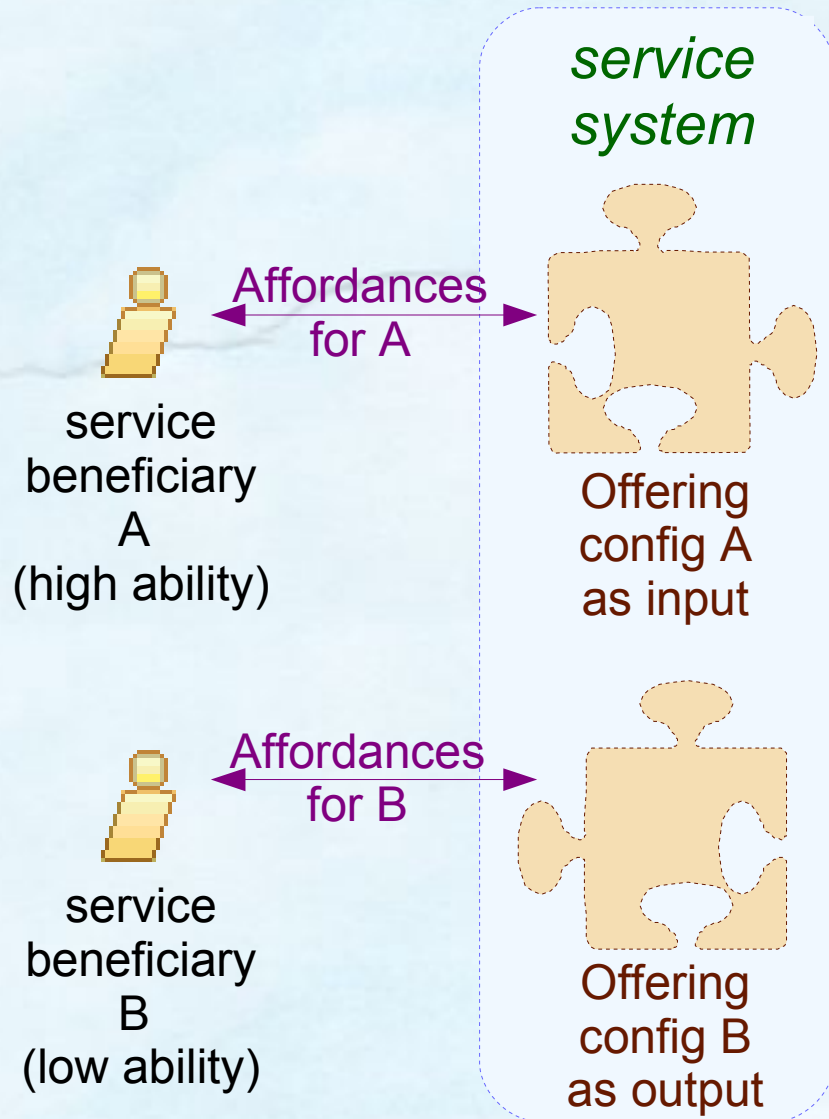 service
system
Affordances
for A
service
beneficiary
A
(high ability)
Offering
config A
as input
Affordances
for B
service
beneficiary
B
(low ability)
Offering
config B
as output